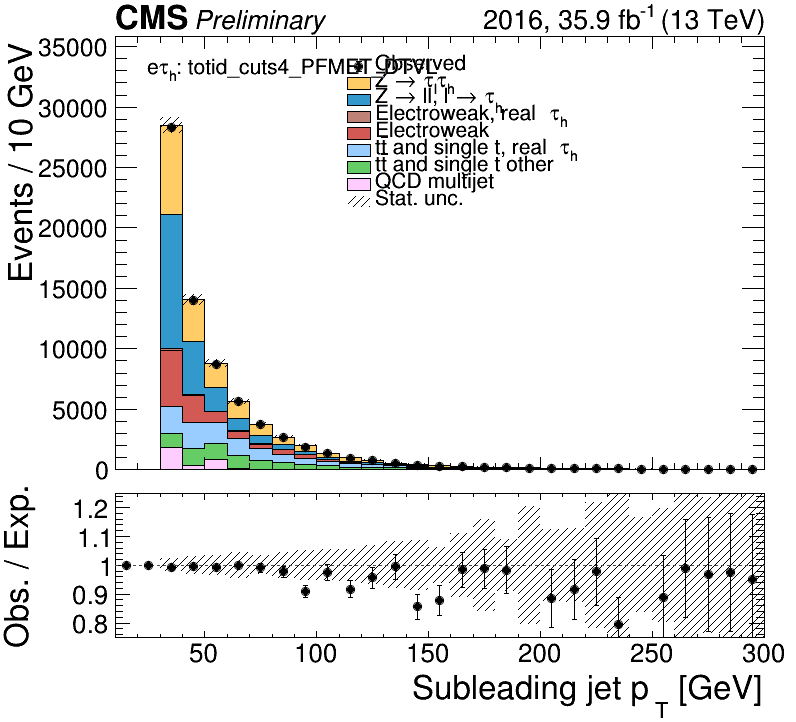 CMS Preliminary 2016, 35.9 fb⁻¹ (13 TeV)
eτh: totid_cuts4_PFMET_DTVL
Observed
Z → τlτh
Z → ll, l → τh
Electroweak, real τh
Electroweak
tt and single t, real τh
tt and single t other
QCD multijet
Stat. unc.
Events / 10 GeV
35000
30000
25000
20000
15000
10000
5000
0
Obs. / Exp.
1.2
1.1
1
0.9
0.8
50 100 150 200 250 300
Subleading jet pT [GeV]